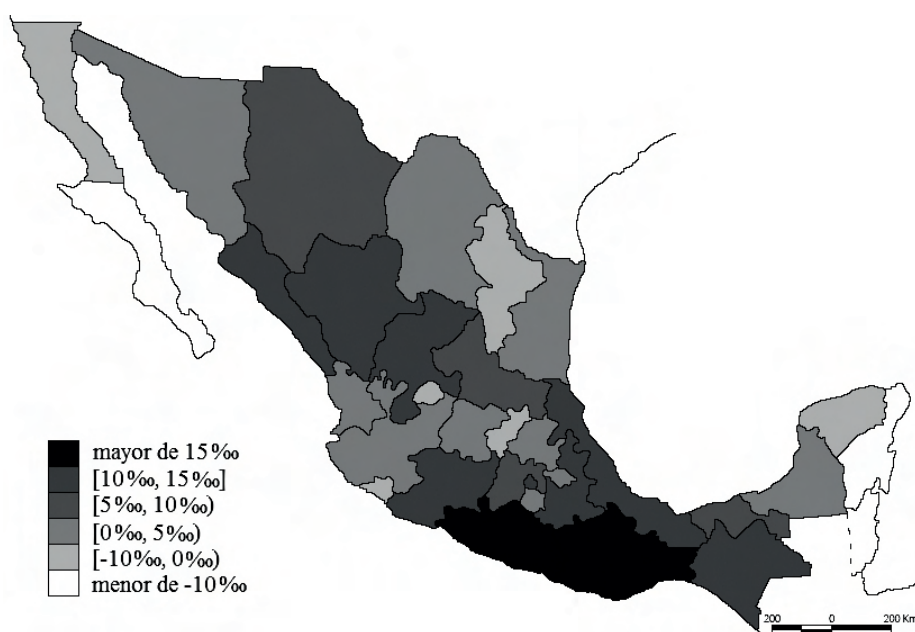 mayor de 15‰
[10‰, 15‰]
[5‰, 10‰)
[0‰, 5‰)
[-10‰, 0‰)
menor de -10‰
200 0 200 Km